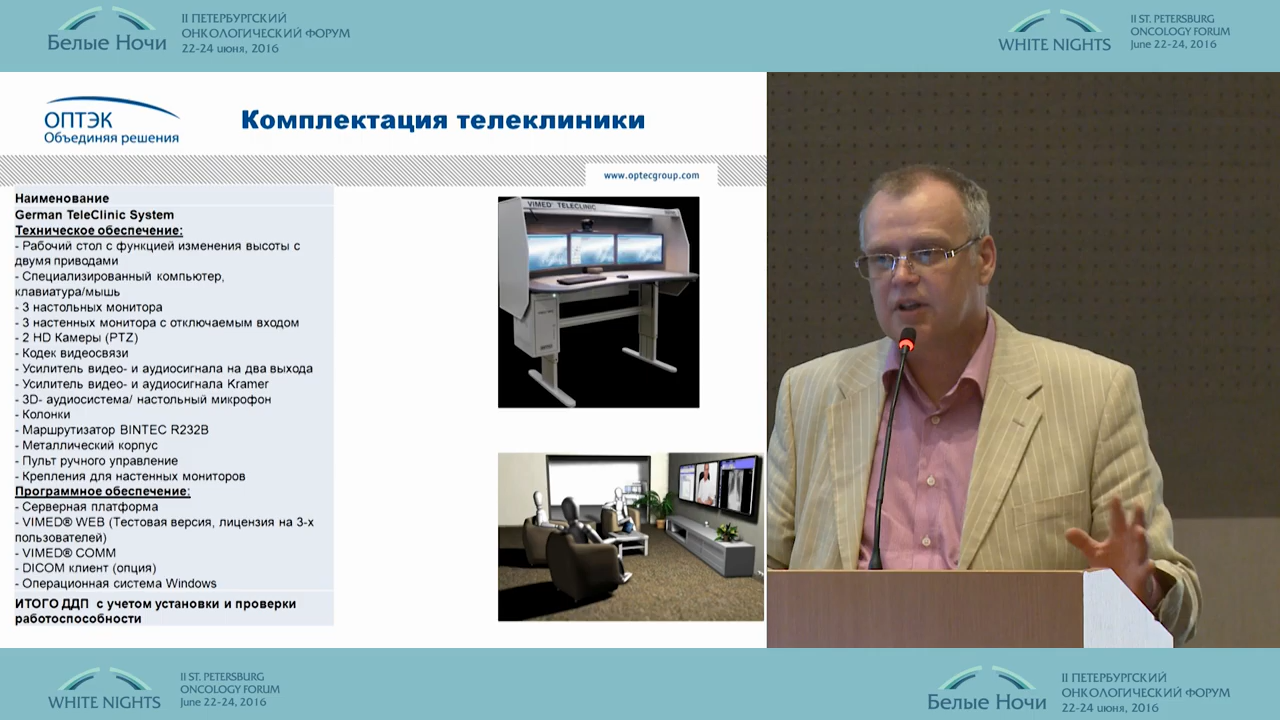 Белые Ночи
II ПЕТЕРБУРГСКИЙ
ОНКОЛОГИЧЕСКИЙ ФОРУМ
22-24 июня, 2016
WHITE NIGHTS
II ST. PETERSBURG
ONCOLOGY FORUM
June 22-24, 2016
ОПТЭК
Объединяя решения
Комплектация телеклиники
www.optecgroup.com
Наименование
German TeleClinic System
Техническое обеспечение:
- Рабочий стол с функцией изменения высоты с
двумя приводами
- Специализированный компьютер,
клавиатура/мышь
- 3 настольных монитора
- 3 настенных монитора с отключаемым входом
- 2 HD Камеры (PTZ)
- Кодек видеосвязи
- Усилитель видео- и аудиосигнала на два выхода
- Усилитель видео- и аудиосигнала Kramer
- 3D- аудиосистема/ настольный микрофон
- Колонки
- Маршрутизатор BINTEC R232B
- Металлический корпус
- Пульт ручного управление
- Крепления для настенных мониторов
Программное обеспечение:
- Серверная платформа
- VIMED® WEB (Тестовая версия, лицензия на 3-х
пользователей)
- VIMED® COMM
- DICOM клиент (опция)
- Операционная система Windows
ИТОГО ДДП с учетом установки и проверки
работоспособности
VIMED® TELECLINIC
WHITE NIGHTS
II ST. PETERSBURG
ONCOLOGY FORUM
June 22-24, 2016
Белые Ночи
II ПЕТЕРБУРГСКИЙ
ОНКОЛОГИЧЕСКИЙ ФОРУМ
22-24 июня, 2016